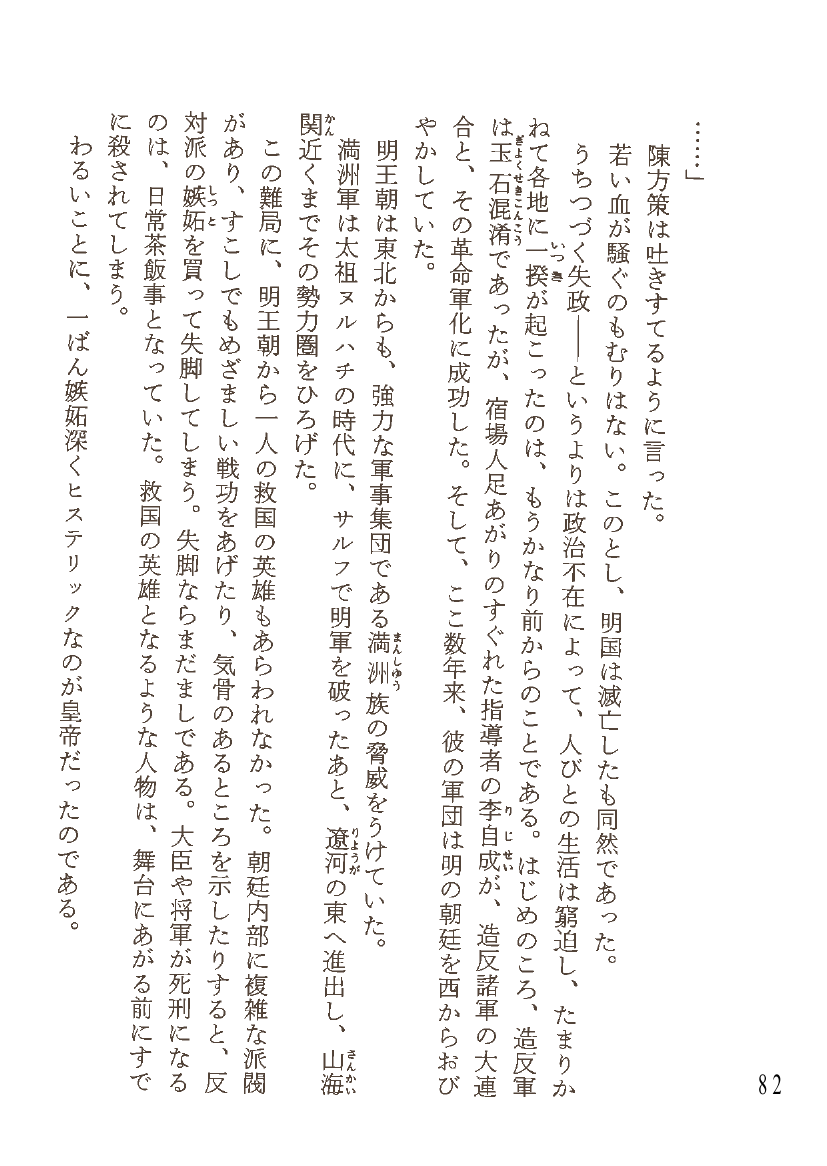 ……」
陳方策は吐きすてるように言った。
若い血が騒ぐのもむりはない。このとし、明国は滅亡したも同然であった。
うちつづく失政――というよりは政治不在によって、人びとの生活は窮迫し、たまりか
ねて各地に一揆が起こったのは、もうかなり前からのことである。はじめのころ、造反軍
は玉石混淆であったが、宿場人足あがりのすぐれた指導者の李自成が、造反諸軍の大連
合と、その革命軍化に成功した。そして、ここ数年来、彼の軍団は明の朝廷を西からおび
やかしていた。
明王朝は東北からも、強力な軍事集団である満洲族の脅威をうけていた。
満洲軍は太祖ヌルハチの時代に、サルフで明軍を破ったあと、遼河の東へ進出し、山海
関近くまでその勢力圏をひろげた。
この難局に、明王朝から一人の救国の英雄もあらわれなかった。朝廷内部に複雑な派閥
があり、すこしでもめざましい戦功をあげたり、気骨のあるところを示したりすると、反
対派の嫉妬を買って失脚してしまう。失脚ならまだましである。大臣や将軍が死刑になる
のは、日常茶飯事となっていた。救国の英雄となるような人物は、舞台にあがる前にすで
に殺されてしまう。
わるいことに、一ばん嫉妬深くヒステリックなのが皇帝だったのである。
82